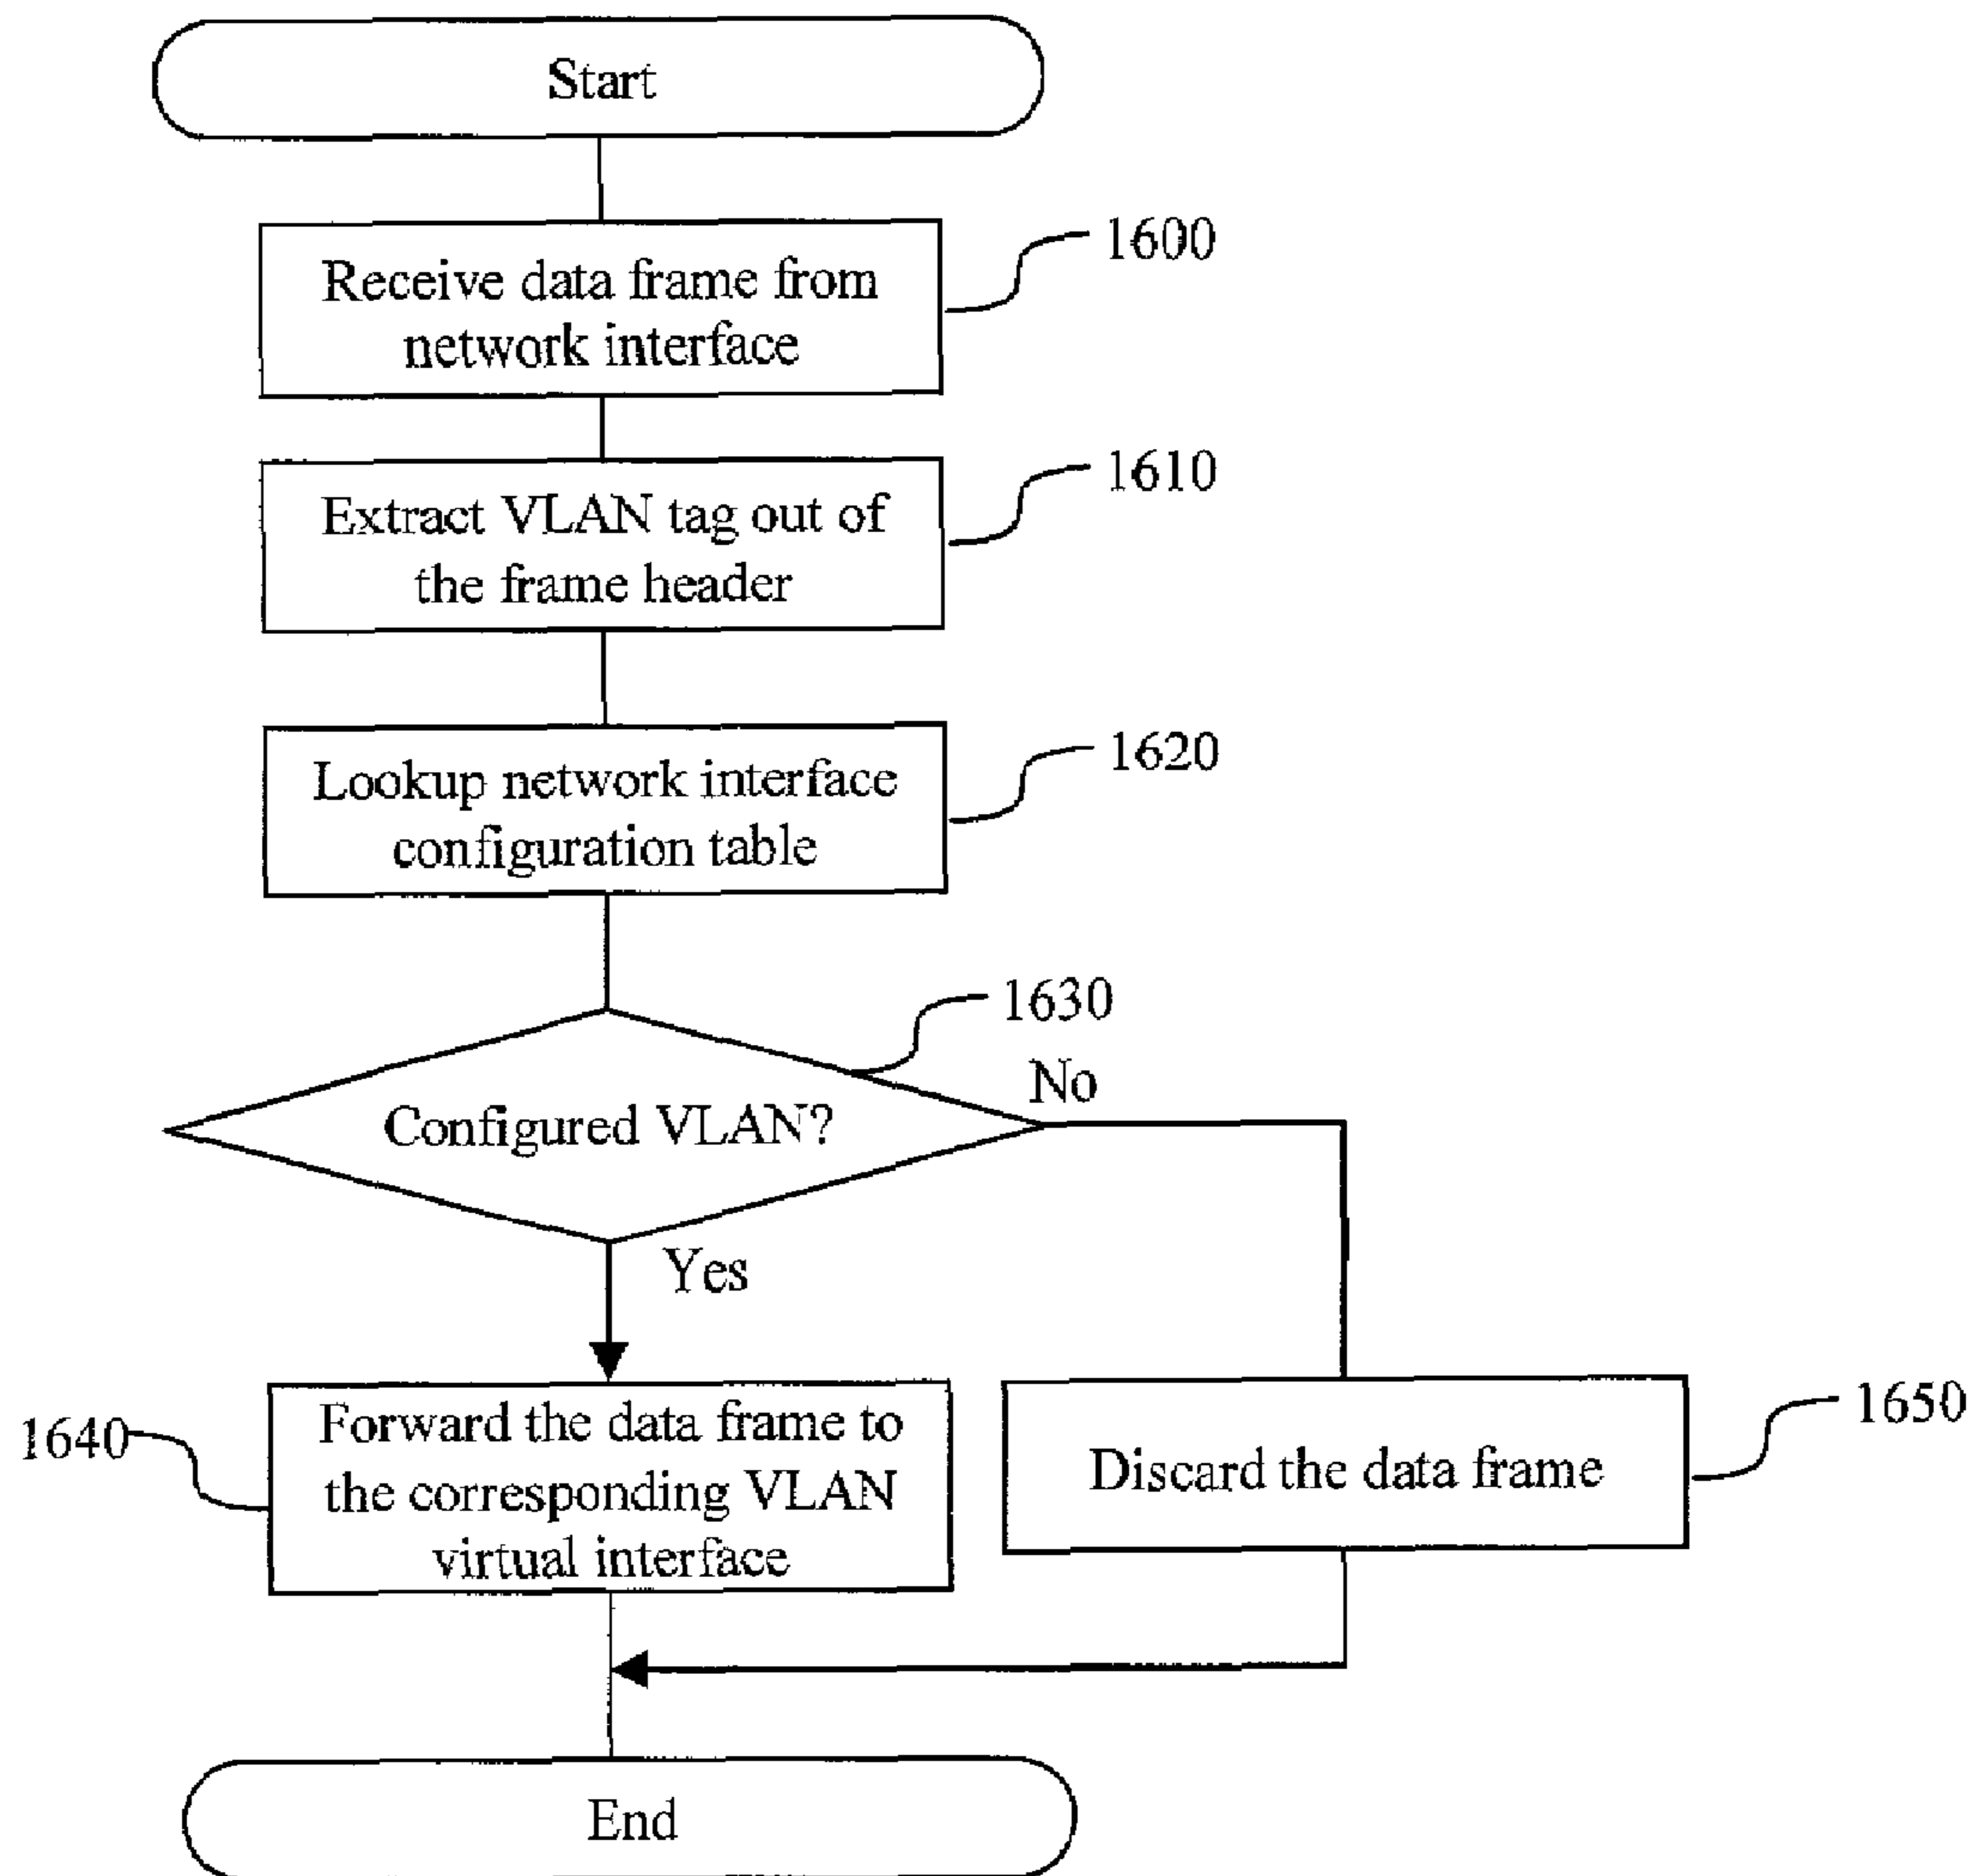 Start
Receive data frame from
network interface
1600
Extract VLAN tag out of
the frame header
1610
Lookup network interface
configuration table
1620
Configured VLAN?
1630
No
Yes
1640
Forward the data frame to
the corresponding VLAN
virtual interface
Discard the data frame
1650
End